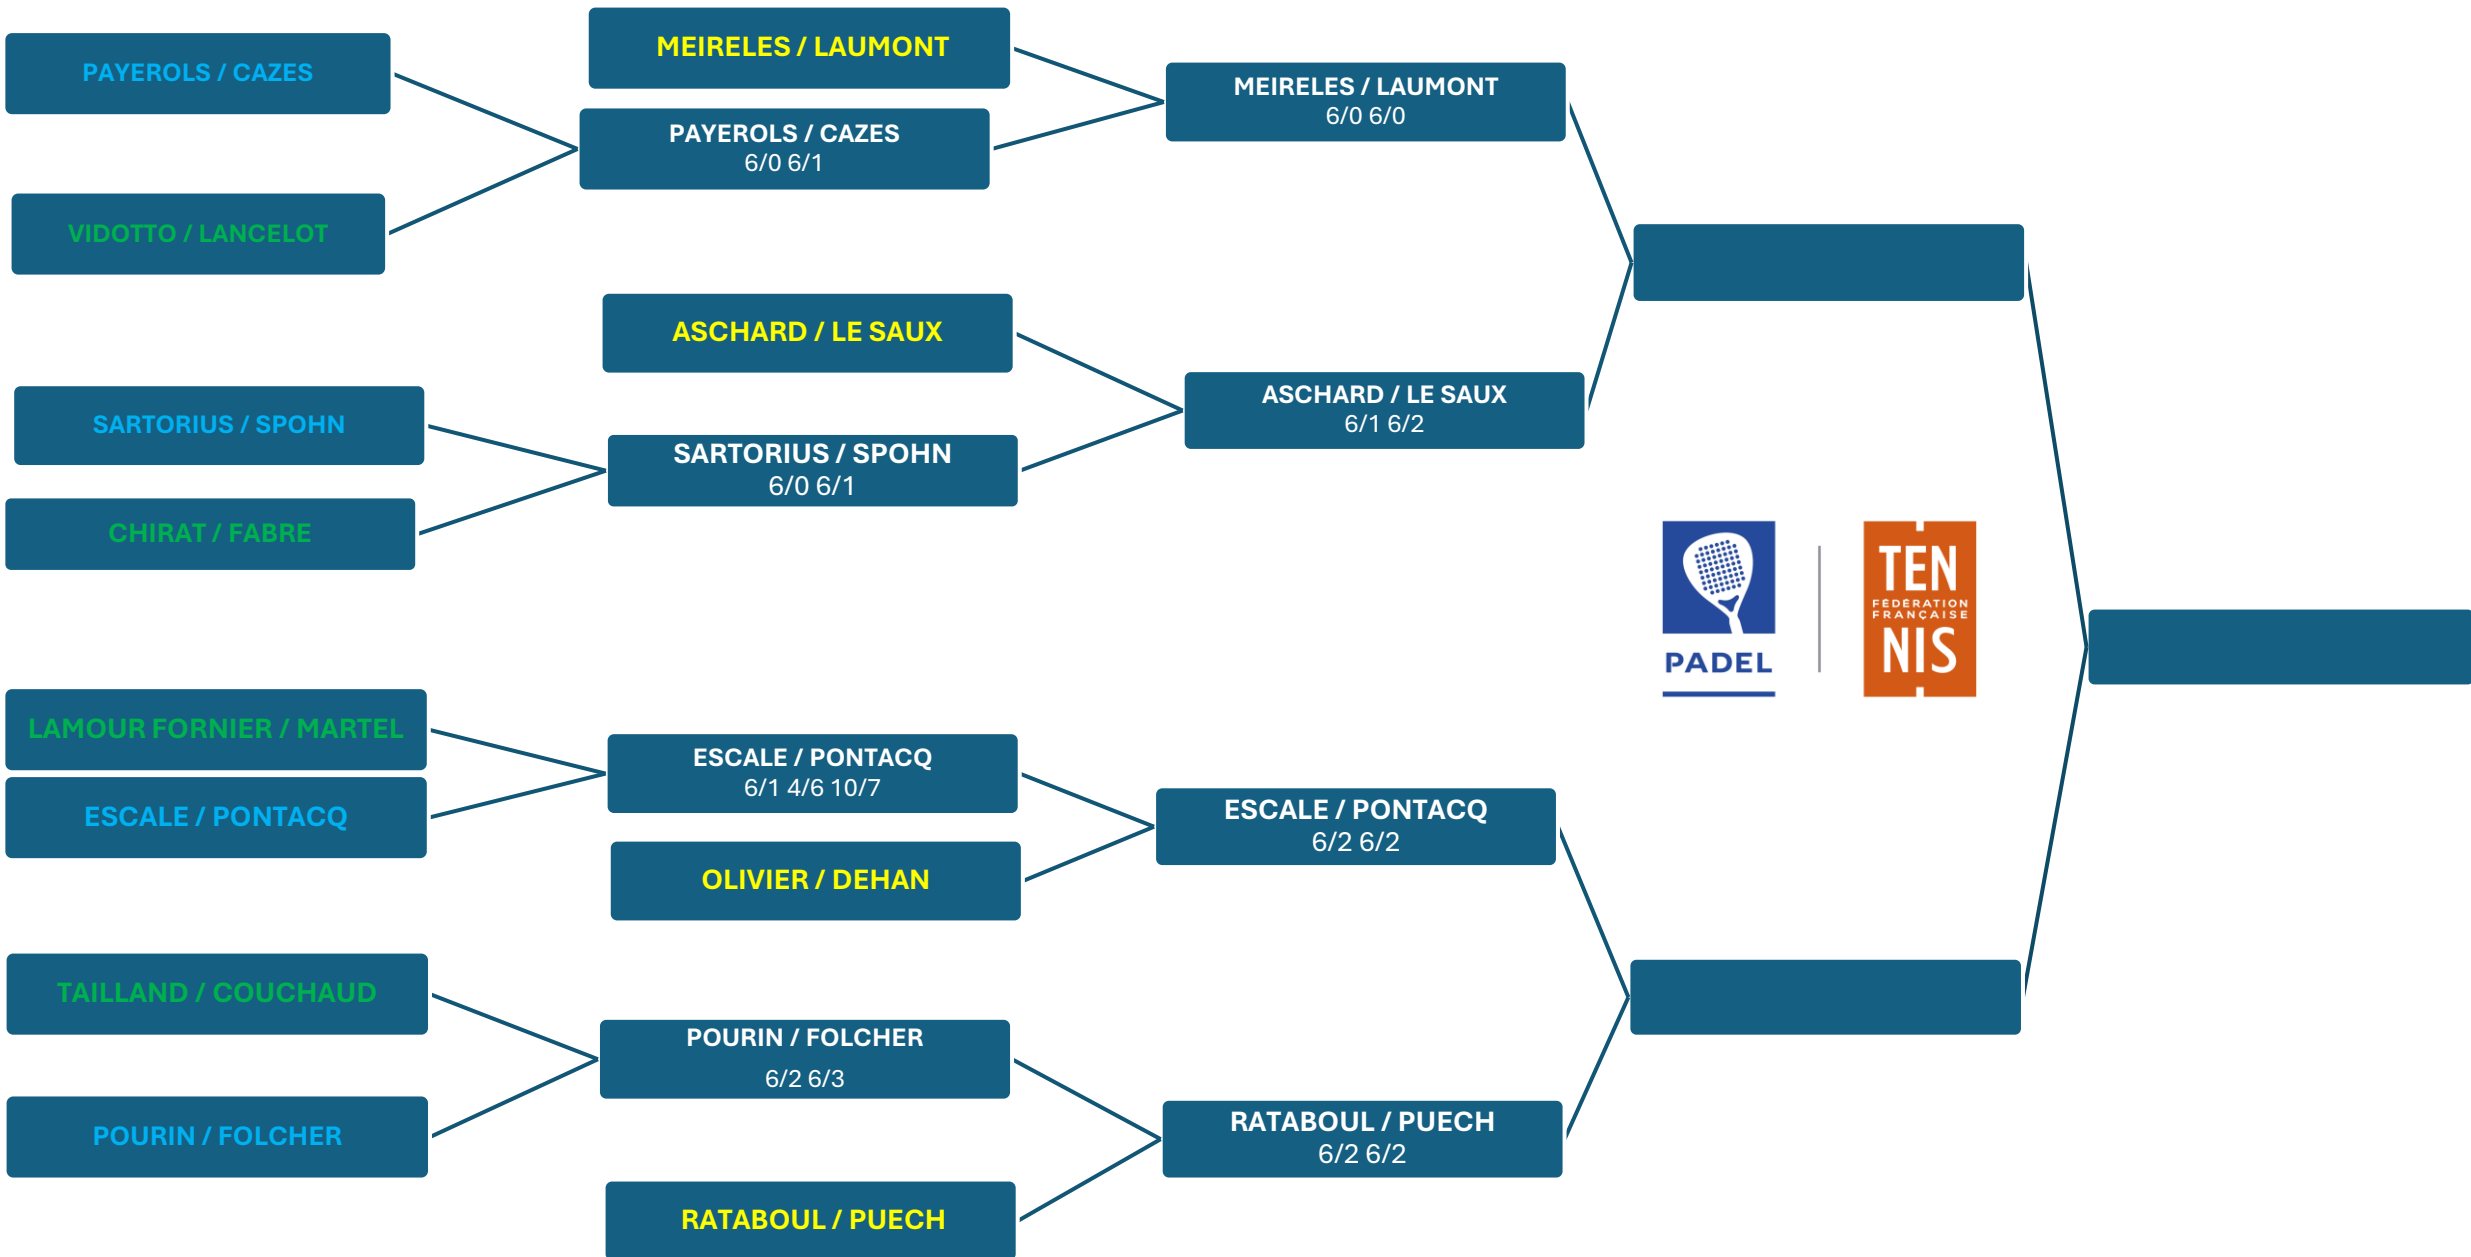 PAYEROLS / CAZES
VIDOTTO / LANCELOT
SARTORIUS / SPOHN
CHIRAT / FABRE
LAMOUR FORNIER / MARTEL
ESCALE / PONTACQ
TAILLAND / COUCHAUD
POURIN / FOLCHER
MEIRELES / LAUMONT
PAYEROLS / CAZES
6/0 6/1
ASCHARD / LE SAUX
SARTORIUS / SPOHN
6/0 6/1
ESCALE / PONTACQ
6/1 4/6 10/7
OLIVIER / DEHAN
POURIN / FOLCHER
6/2 6/3
RATABOUL / PUECH
MEIRELES / LAUMONT
6/0 6/0
ASCHARD / LE SAUX
6/1 6/2
ESCALE / PONTACQ
6/2 6/2
RATABOUL / PUECH
6/2 6/2
PADEL
TEN
FÉDÉRATION
FRANÇAISE
NIS